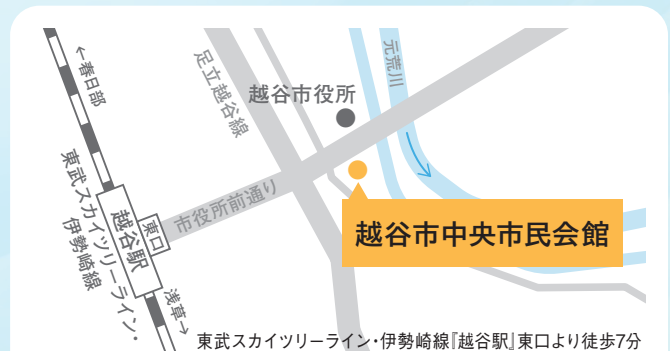 ←春日部
足立越谷線
元荒川
越谷市役所
東武スカイツリーライン・
伊勢崎線
越谷駅
東口
市役所前通り
越谷市中央市民会館
浅草→
東武スカイツリーライン・伊勢崎線『越谷駅』東口より徒歩7分